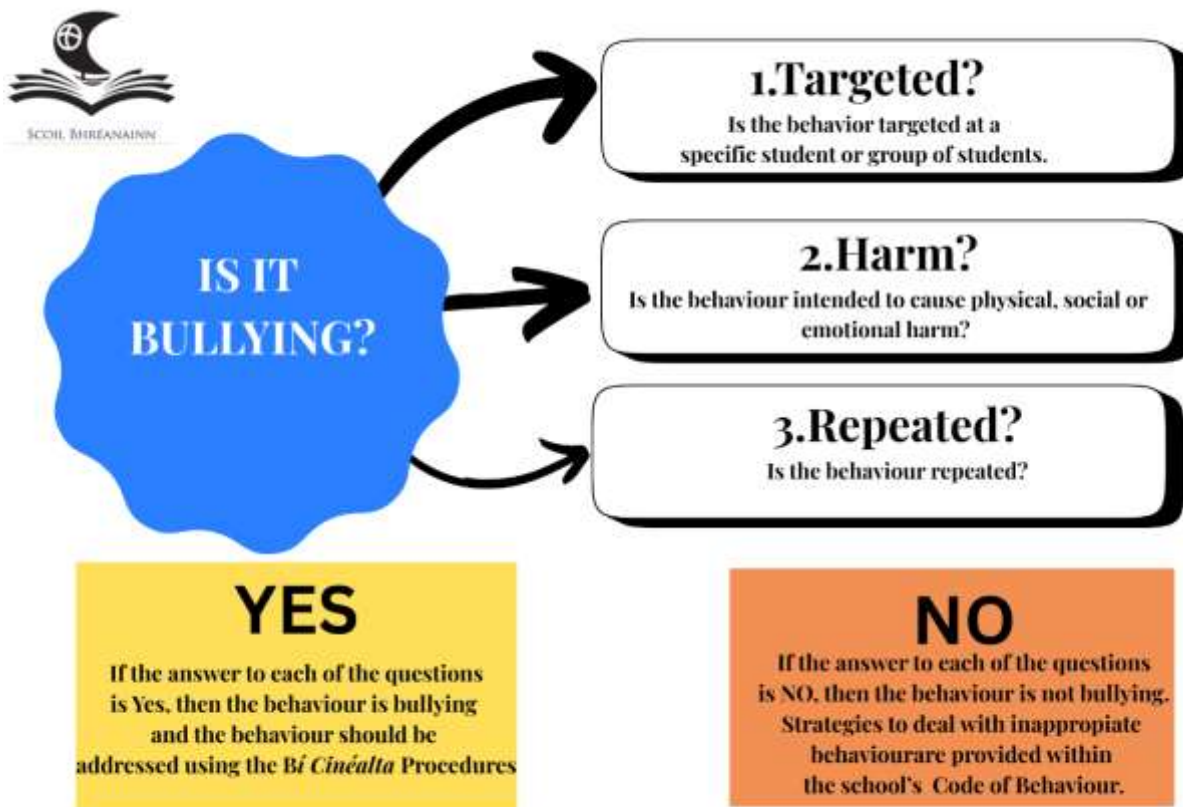 SCOIL BHRÉANAINN
IS IT
BULLYING?
1.Targeted?
Is the behavior targeted at a
specific student or group of students.
2.Harm?
Is the behaviour intended to cause physical, social or
emotional harm?
3.Repeated?
Is the behaviour repeated?
YES
If the answer to each of the questions
is Yes, then the behaviour is bullying
and the behaviour should be
addressed using the Bí Cinéalta Procedures
NO
If the answer to each of the questions
is NO, then the behaviour is not bullying.
Strategies to deal with inappropiate
behaviourare provided within
the school's Code of Behaviour.